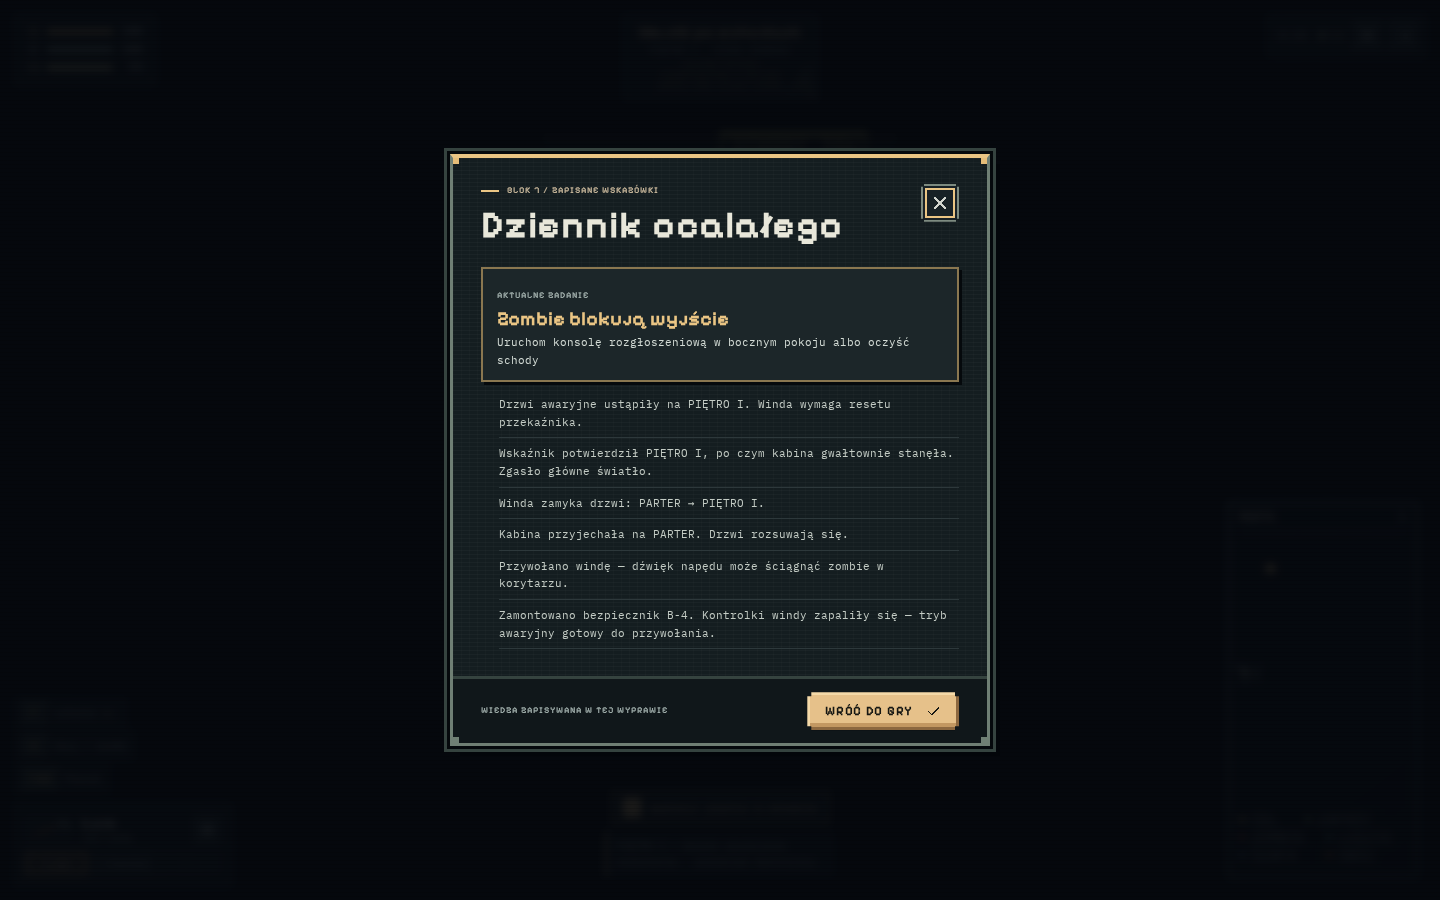 BLOK 7 / ZAPISANE WSKAZÓWKI
Dziennik ocalałego
AKTUALNE ZADANIE
Zombie blokują wyjście
Uruchom konsolę rozgłoszeniową w bocznym pokoju albo oczyść
schody
Drzwi awaryjne ustąpiły na PIĘTRO I. Winda wymaga resetu
przekaźnika.
Wskaźnik potwierdził PIĘTRO I, po czym kabina gwałtownie stanęła.
Zgasło główne światło.
Winda zamyka drzwi: PARTER → PIĘTRO I.
Kabina przyjechała na PARTER. Drzwi rozsuwają się.
Przywołano windę — dźwięk napędu może ściągnąć zombie w
korytarzu.
Zamontowano bezpiecznik B-4. Kontrolki windy zapaliły się — tryb
awaryjny gotowy do przywołania.
WIEDZA ZAPISYWANA W TEJ WYPRAWIE
WRÓĆ DO GRY